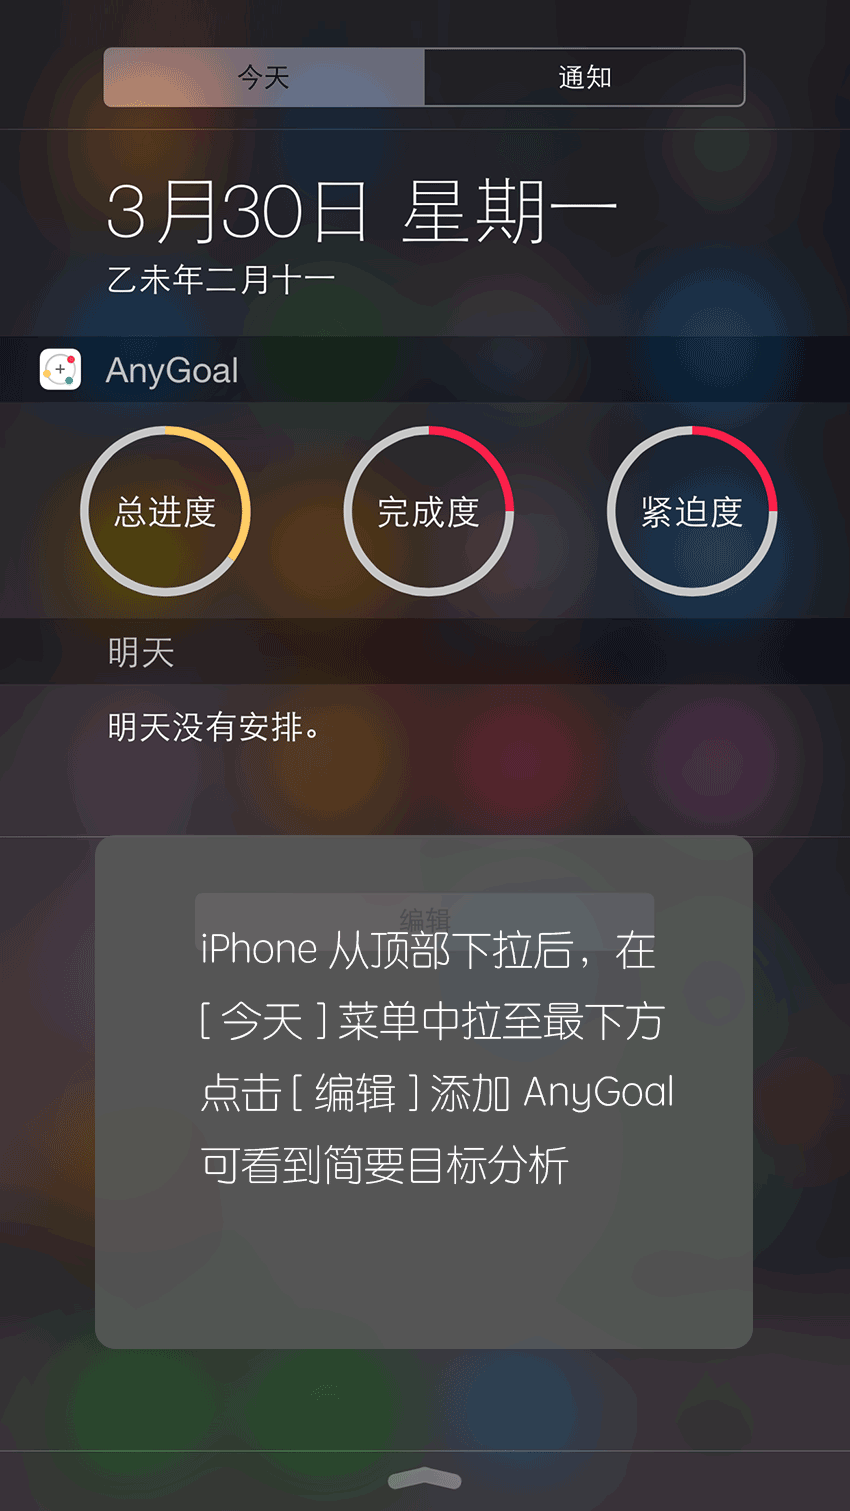 今天
通知
3月30日 星期一
乙未年二月十一
AnyGoal
总进度
完成度
紧迫度
明天
明天没有安排。
编辑
iPhone 从顶部下拉后，在
[ 今天 ] 菜单中拉至最下方
点击 [ 编辑 ] 添加 AnyGoal
可看到简要目标分析